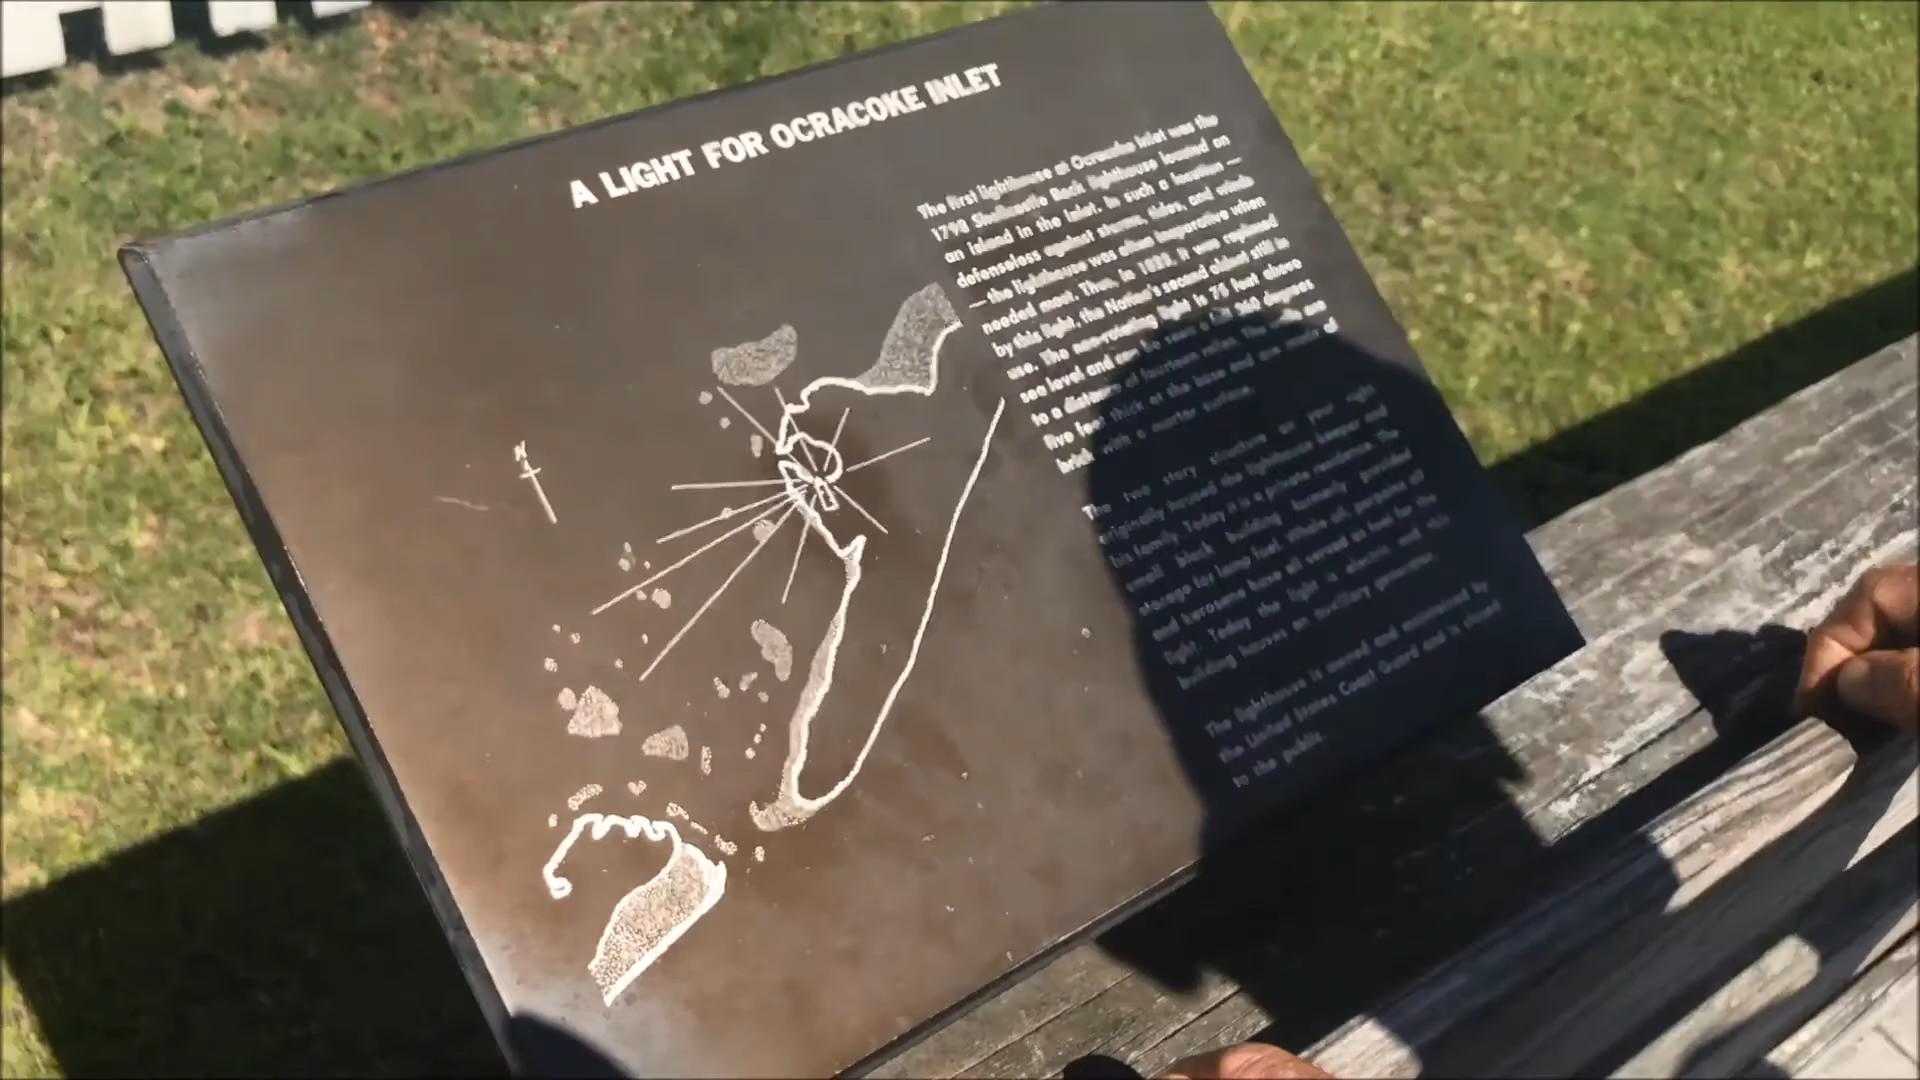 A LIGHT FOR OCRACOKE INLET
N
The first lighthouse at Ocracoke Inlet was the
1798 Shellcastle Rock lighthouse located on
an island in the inlet. In such a location —
defenseless against storms, tides, and winds
— the lighthouse was often inoperative when
needed most. Then, in 1823, it was replaced
by this light, the Nation's second oldest still in
use. The non-rotating light is 75 feet above
sea level and can be seen a full 360 degrees
to a distance of fourteen miles. The walls are
five feet thick at the base and are made of
brick with a mortar surface.
The two story structure on your right
originally housed the lighthouse keeper and
his family. Today it is a private residence. The
small block building formerly provided
storage for lamp fuel. Whale oil, porpoise oil
and kerosene have all served as fuel for the
light. Today the light is electric and this
building houses an auxiliary generator.
The lighthouse is owned and maintained by
the United States Coast Guard and is closed
to the public.